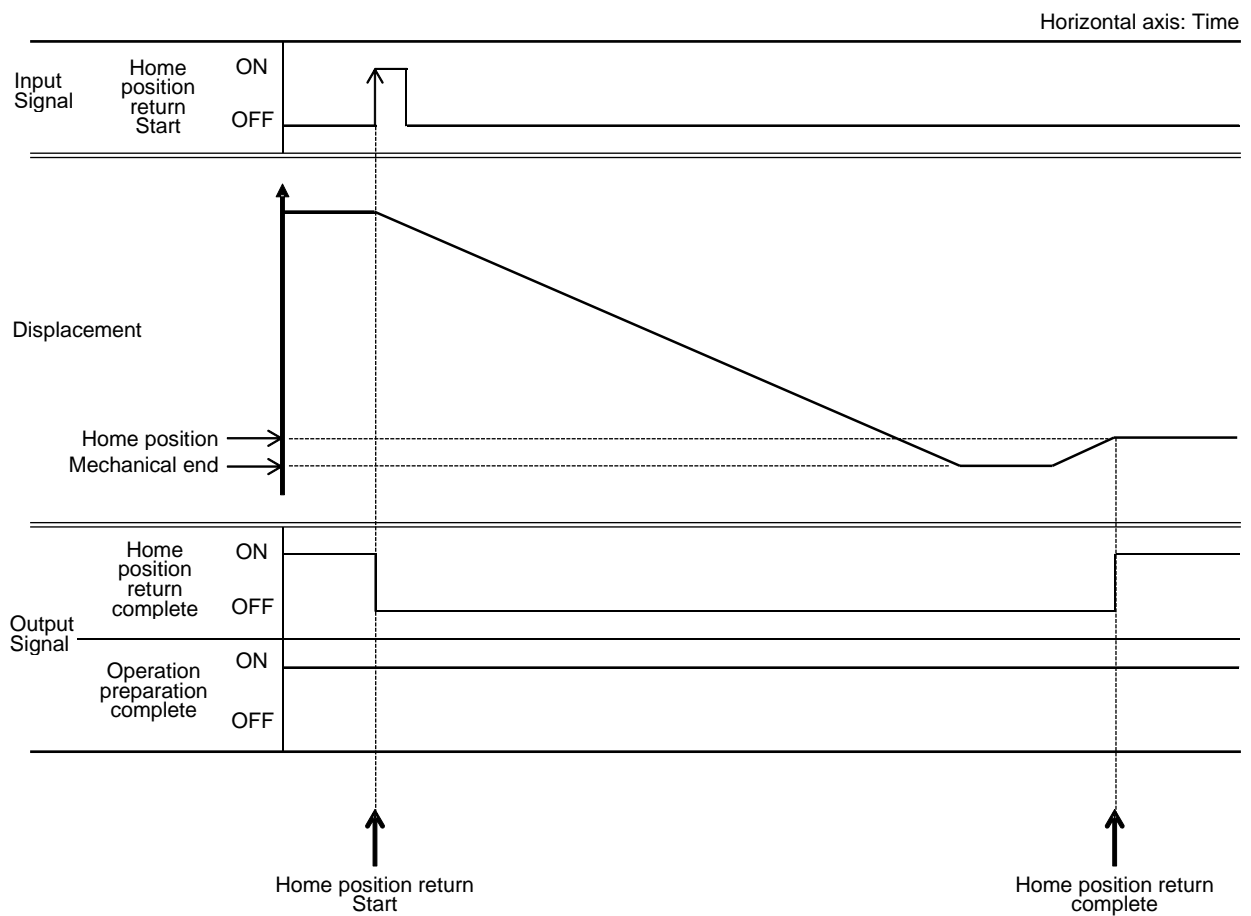 Horizontal axis: Time
Input
Signal
Home
position
return
Start
ON
OFF
Displacement
Home position
Mechanical end
Output
Signal
Home
position
return
complete
ON
OFF
Operation
preparation
complete
ON
OFF
Home position return
Start
Home position return
complete